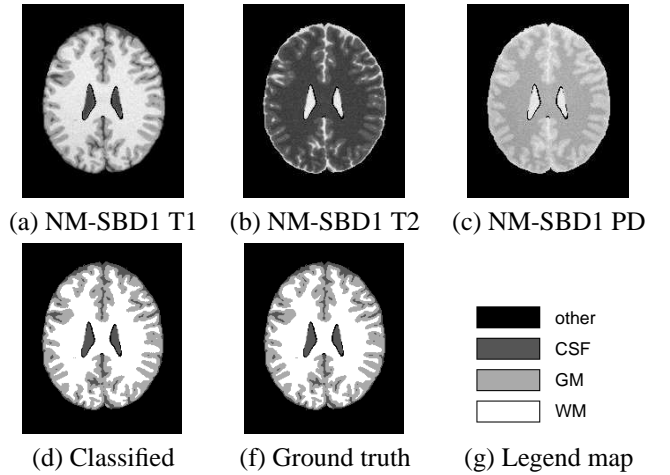 (a) NM-SBD1 T1 (b) NM-SBD1 T2 (c) NM-SBD1 PD
other
CSF
GM
WM
(d) Classified (f) Ground truth (g) Legend map